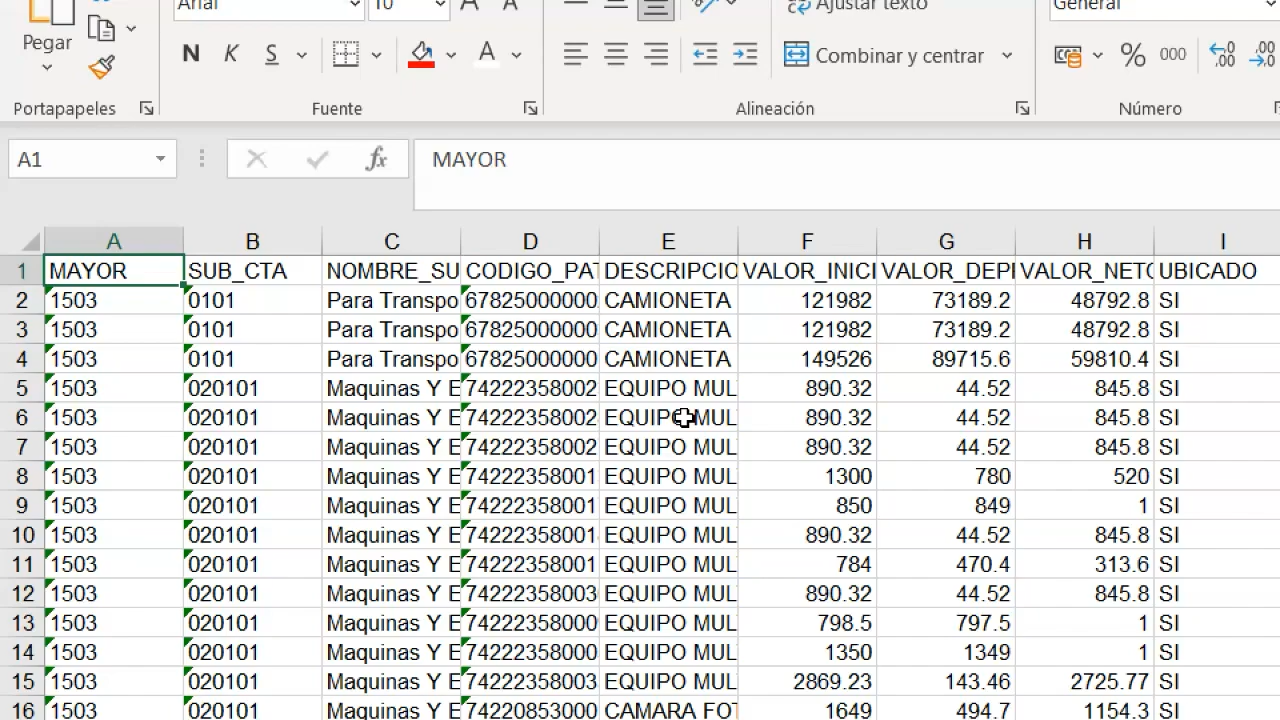 Arial 10 Ajustar texto General
Pegar N K S A Combinar y centrar % 000
Portapapeles Fuente Alineación Número
A1 fx MAYOR
A B C D E F G H I
1 MAYOR SUB_CTA NOMBRE_SU CODIGO_PAT DESCRIPCIO VALOR_INICI VALOR_DEPI VALOR_NETO UBICADO
2 1503 0101 Para Transpo 67825000000 CAMIONETA 121982 73189.2 48792.8 SI
3 1503 0101 Para Transpo 67825000000 CAMIONETA 121982 73189.2 48792.8 SI
4 1503 0101 Para Transpo 67825000000 CAMIONETA 149526 89715.6 59810.4 SI
5 1503 020101 Maquinas Y E 74222358002 EQUIPO MUL 890.32 44.52 845.8 SI
6 1503 020101 Maquinas Y E 74222358002 EQUIPO MUL 890.32 44.52 845.8 SI
7 1503 020101 Maquinas Y E 74222358002 EQUIPO MUL 890.32 44.52 845.8 SI
8 1503 020101 Maquinas Y E 74222358001 EQUIPO MUL 1300 780 520 SI
9 1503 020101 Maquinas Y E 74222358001 EQUIPO MUL 850 849 1 SI
10 1503 020101 Maquinas Y E 74222358001 EQUIPO MUL 890.32 44.52 845.8 SI
11 1503 020101 Maquinas Y E 74222358001 EQUIPO MUL 784 470.4 313.6 SI
12 1503 020101 Maquinas Y E 74222358003 EQUIPO MUL 890.32 44.52 845.8 SI
13 1503 020101 Maquinas Y E 74222358000 EQUIPO MUL 798.5 797.5 1 SI
14 1503 020101 Maquinas Y E 74222358000 EQUIPO MUL 1350 1349 1 SI
15 1503 020101 Maquinas Y E 74222358003 EQUIPO MUL 2869.23 143.46 2725.77 SI
16 1503 020101 Maquinas Y E 74220853000 CAMARA FOT 1649 494.7 1154.3 SI